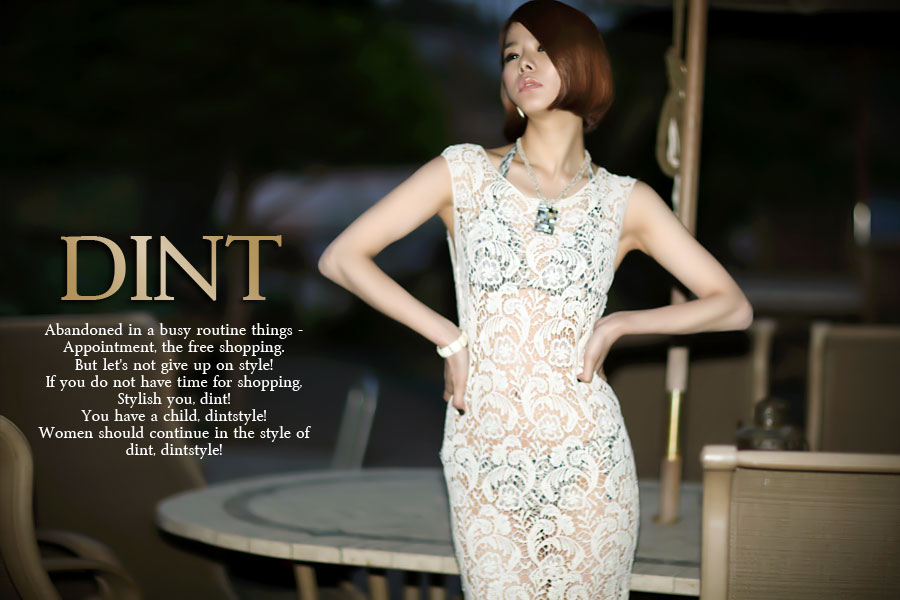 DINT
Abandoned in a busy routine things -
Appointment, the free shopping.
But let's not give up on style!
If you do not have time for shopping,
Stylish you, dint!
You have a child, dintstyle!
Women should continue in the style of
dint, dintstyle!